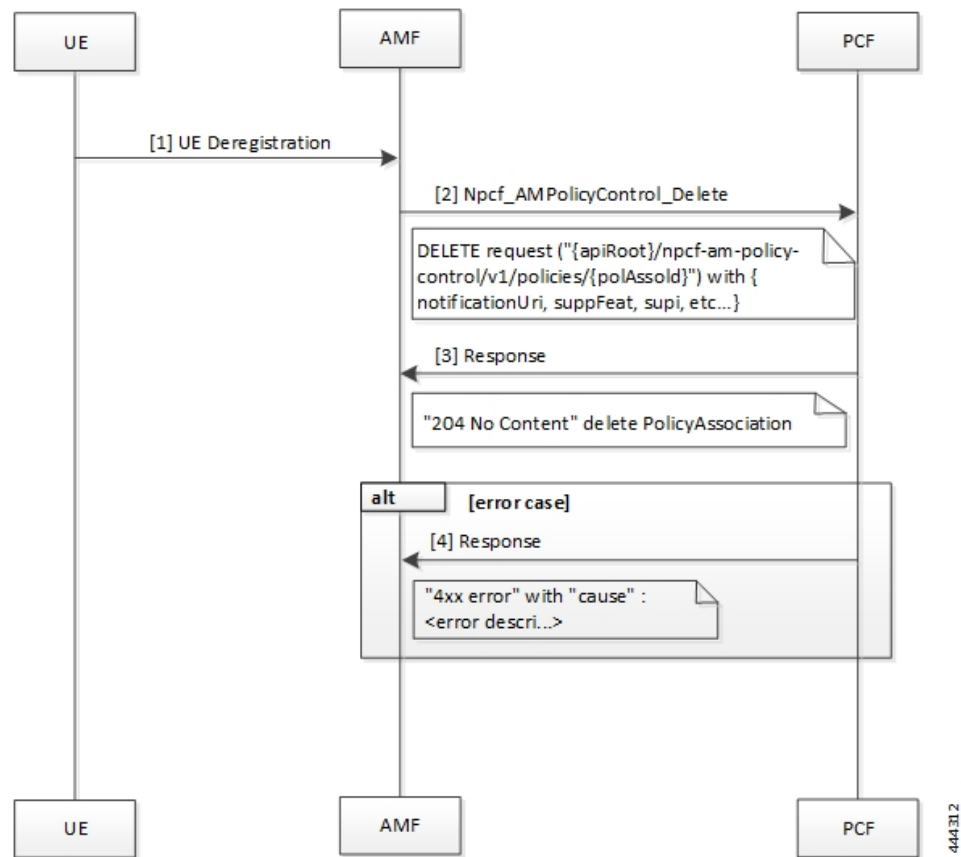 UE
AMF
PCF
[1] UE Deregistration
[2] Npcf_AMPolicyControl_Delete
DELETE request ("{apiRoot}/npcf-am-policy-
control/v1/policies/{polAssoId}") with {
notificationUri, suppFeat, supi, etc...}
[3] Response
"204 No Content" delete PolicyAssociation
alt
[error case]
[4] Response
"4xx error" with "cause" :
<error descri...>
UE
AMF
PCF
444312